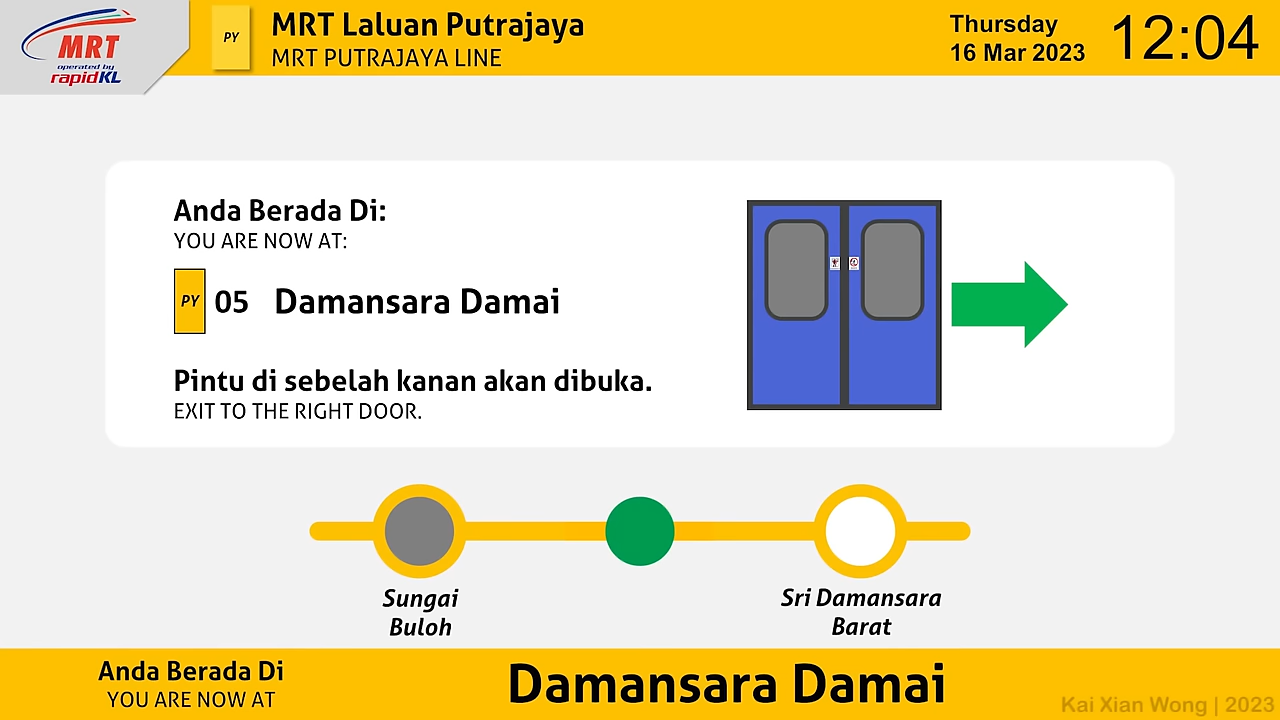 MRT
operated by
rapidKL
PY
MRT Laluan Putrajaya
MRT PUTRAJAYA LINE
Thursday
16 Mar 2023
12:04
Anda Berada Di:
YOU ARE NOW AT:
PY 05 Damansara Damai
Pintu di sebelah kanan akan dibuka.
EXIT TO THE RIGHT DOOR.
Sungai
Buloh
Sri Damansara
Barat
Anda Berada Di
YOU ARE NOW AT
Damansara Damai
Kai Xian Wong | 2023